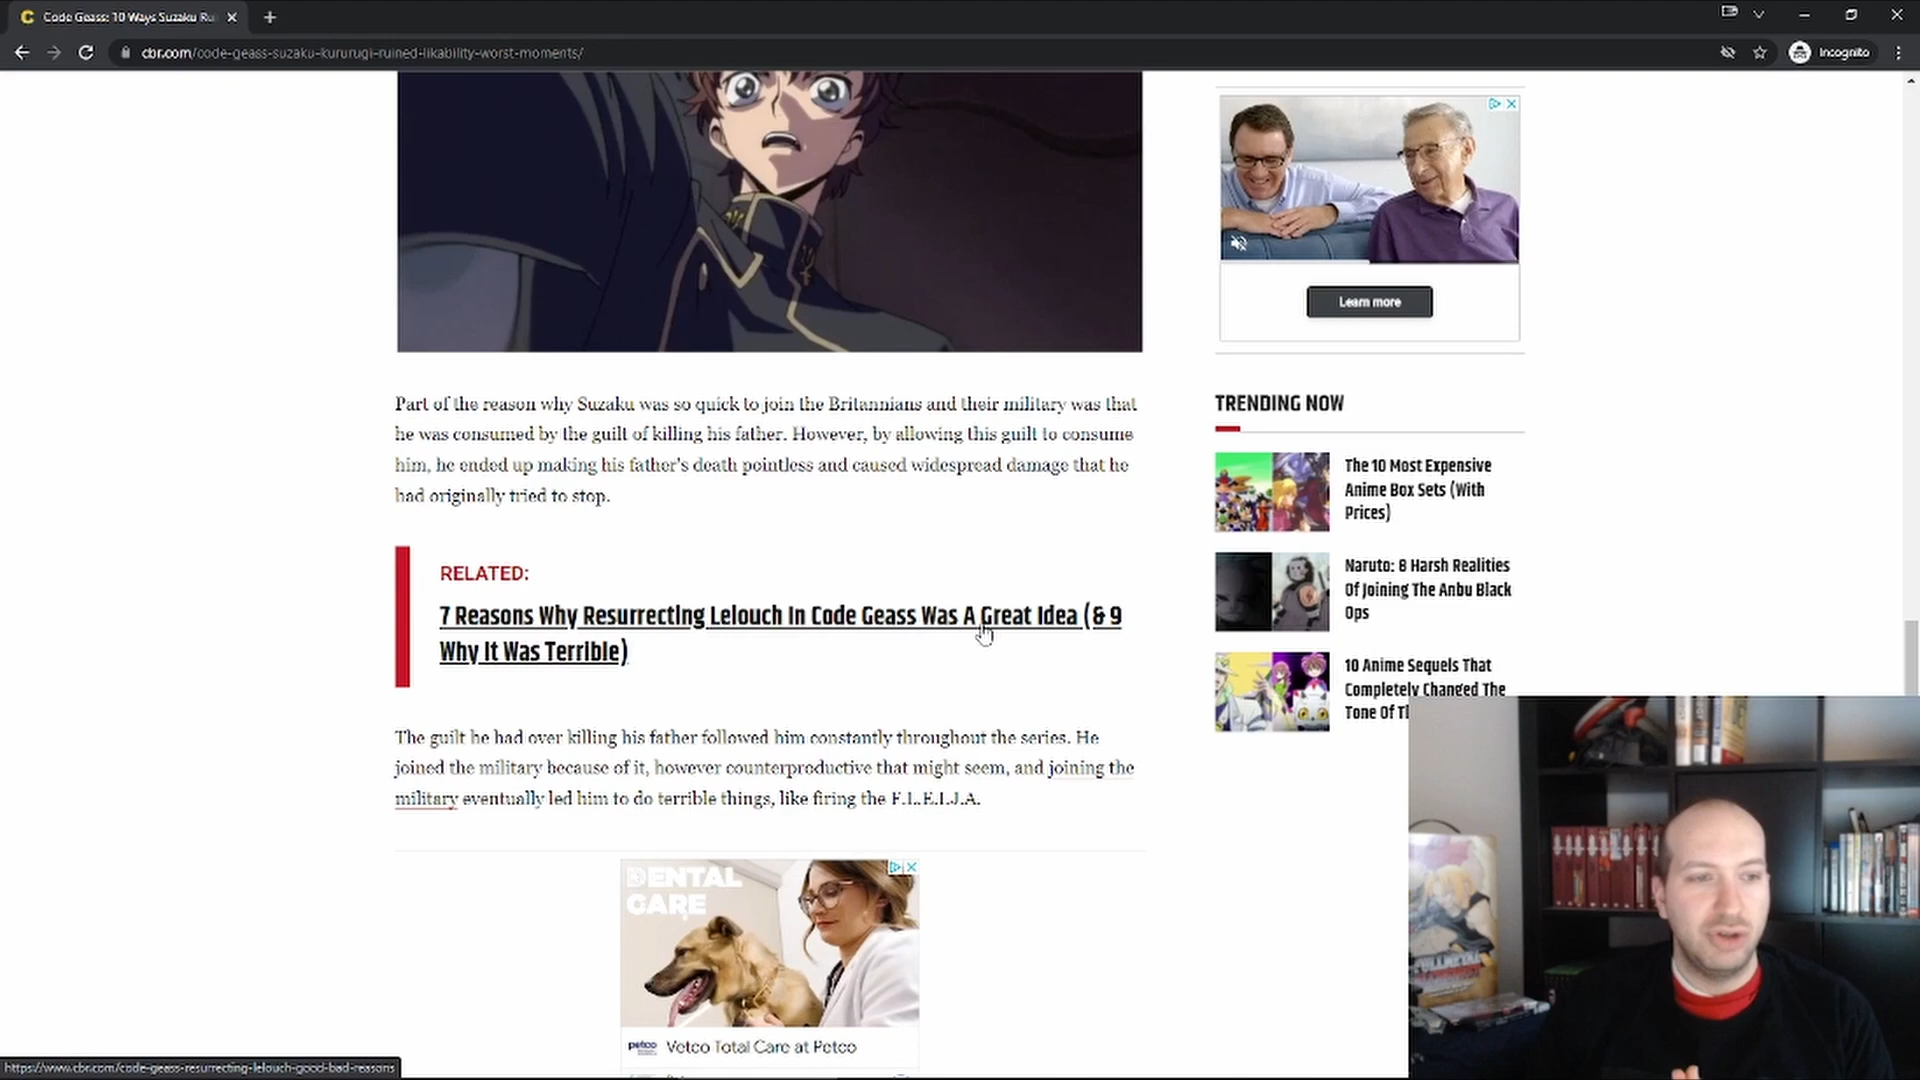 Code Geass: 10 Ways Suzaku Ru
cbr.com/code-geass-suzaku-kururugi-ruined-likability-worst-moments/
Incognito
Learn more
Part of the reason why Suzaku was so quick to join the Britannians and their military was that
he was consumed by the guilt of killing his father. However, by allowing this guilt to consume
him, he ended up making his father's death pointless and caused widespread damage that he
had originally tried to stop.
RELATED:
7 Reasons Why Resurrecting Lelouch In Code Geass Was A Great Idea (& 9
Why It Was Terrible)
The guilt he had over killing his father followed him constantly throughout the series. He
joined the military because of it, however counterproductive that might seem, and joining the
military eventually led him to do terrible things, like firing the F.L.E.I.J.A.
TRENDING NOW
The 10 Most Expensive
Anime Box Sets (With
Prices)
Naruto: 8 Harsh Realities
Of Joining The Anbu Black
Ops
10 Anime Sequels That
Completely Changed The
Tone Of
DENTAL
CARE
petco
Vetco Total Care at Petco
https://www.cbr.com/code-geass-resurrecting-lelouch-good-bad-reasons